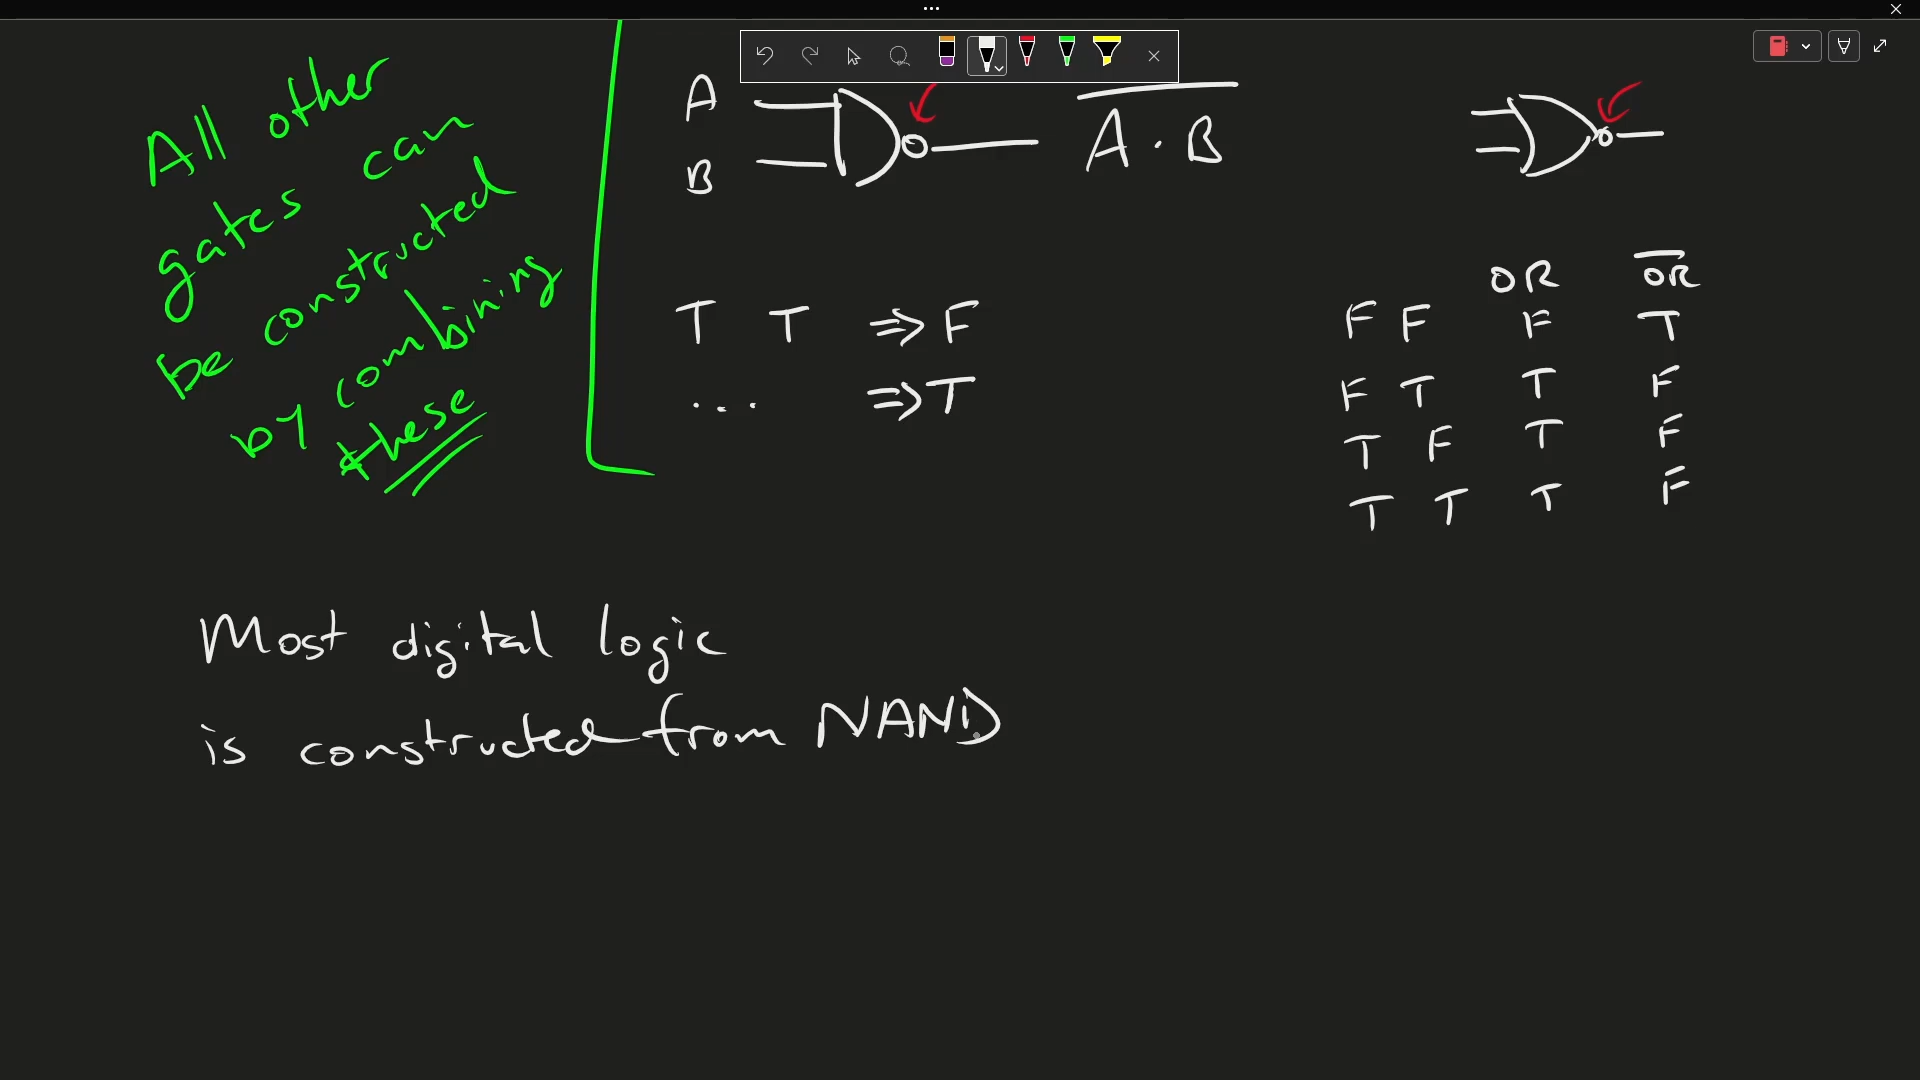 All other
gates can
be constructed
by combining
these
A
B
A · B
T T ⇒ F
... ⇒ T
OR OR
F F F T
F T T F
T F T F
T T T F
Most digital logic
is constructed from NAND